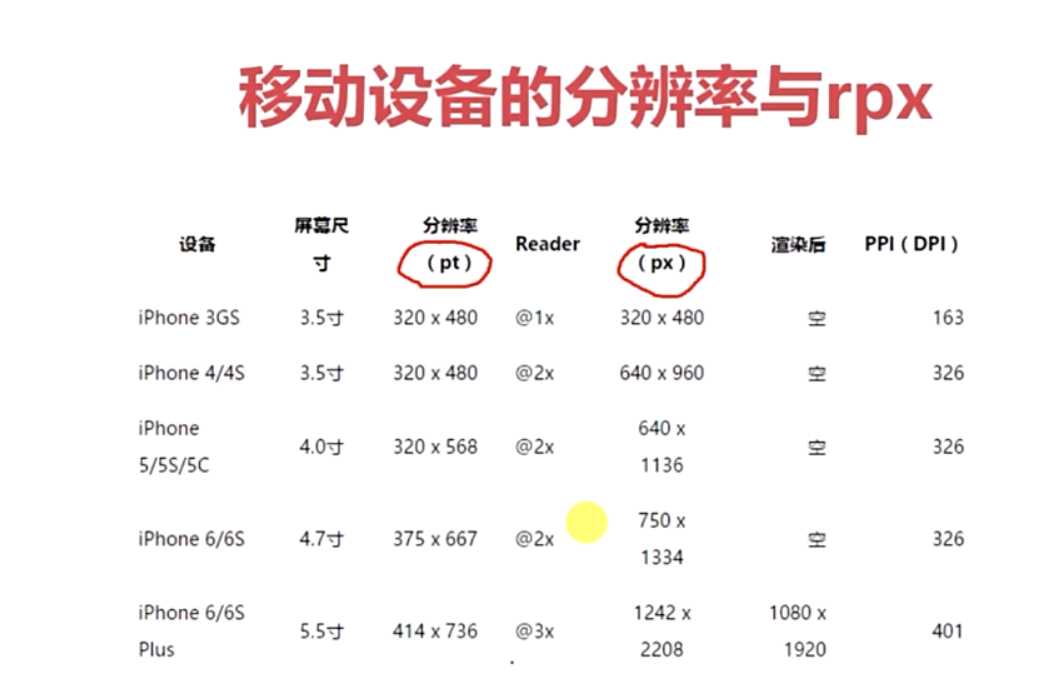 移动设备的分辨率与rpx
设备 屏幕尺寸 分辨率（pt） Reader 分辨率（px） 渲染后 PPI（DPI）
iPhone 3GS 3.5寸 320 x 480 @1x 320 x 480 空 163
iPhone 4/4S 3.5寸 320 x 480 @2x 640 x 960 空 326
iPhone 5/5S/5C 4.0寸 320 x 568 @2x 640 x 1136 空 326
iPhone 6/6S 4.7寸 375 x 667 @2x 750 x 1334 空 326
iPhone 6/6S Plus 5.5寸 414 x 736 @3x 1242 x 2208 1080 x 1920 401